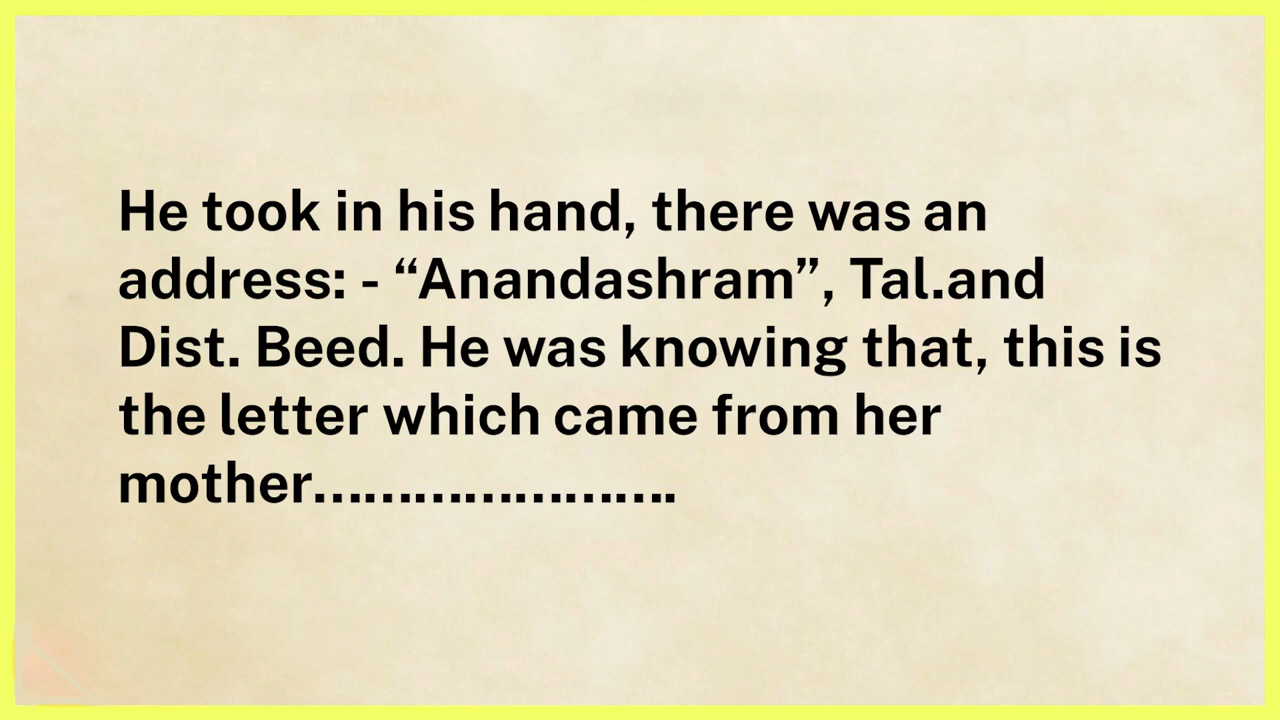 He took in his hand, there was an
address: - “Anandashram”, Tal.and
Dist. Beed. He was knowing that, this is
the letter which came from her
mother…………………….